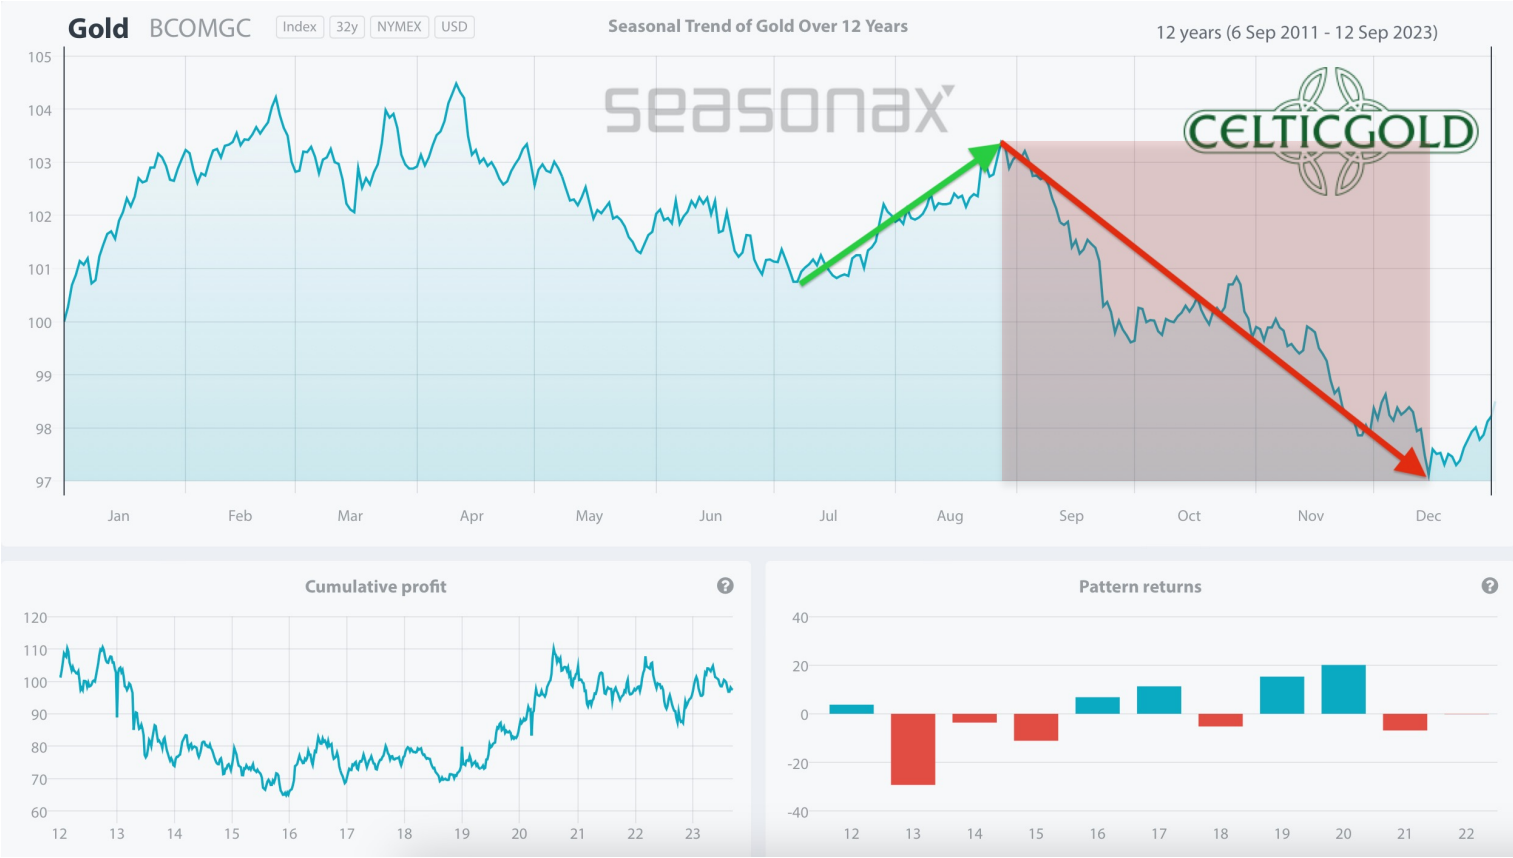 Gold BCOMGC Index 32y NYMEX USD
Seasonal Trend of Gold Over 12 Years
12 years (6 Sep 2011 - 12 Sep 2023)
seasonax
CELTICGOLD
105
104
103
102
101
100
99
98
97
Jan Feb Mar Apr May Jun Jul Aug Sep Oct Nov Dec
Cumulative profit ?
120
110
100
90
80
70
60
12 13 14 15 16 17 18 19 20 21 22 23
Pattern returns ?
40
20
0
-20
-40
12 13 14 15 16 17 18 19 20 21 22